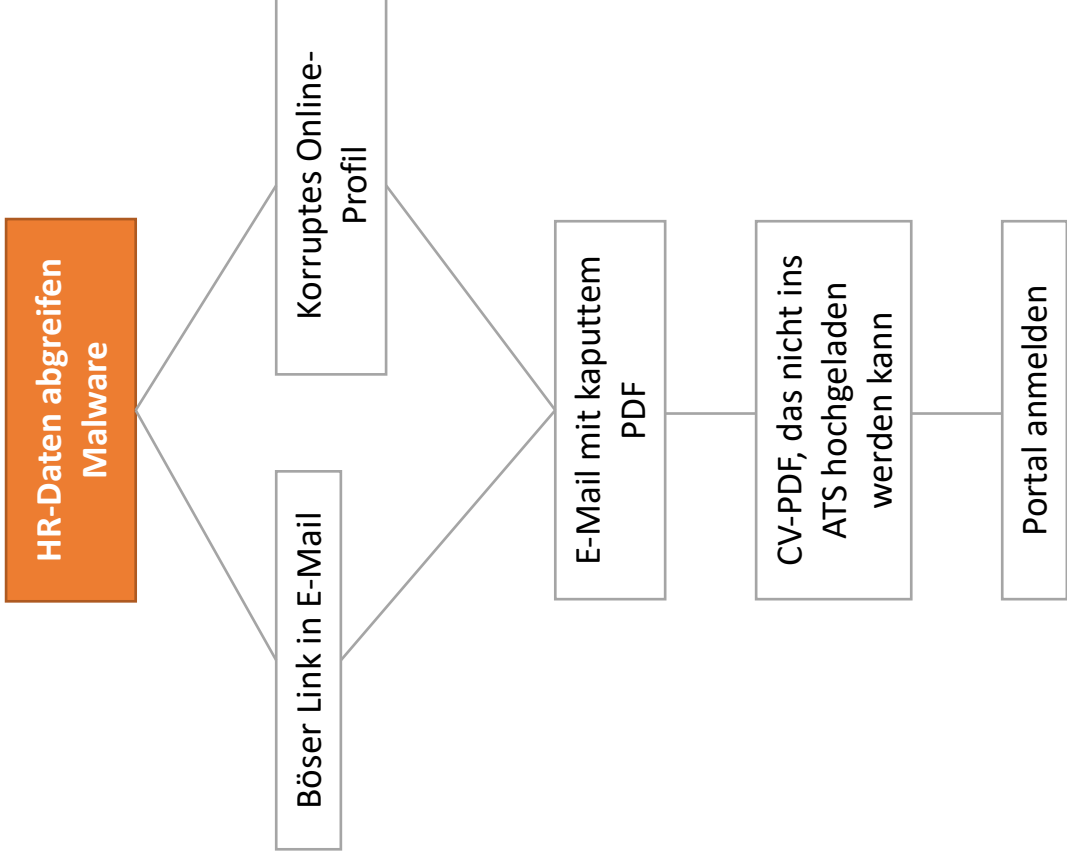 HR-Daten abgreifen
Malware
Böser Link in E-Mail
Korruptes Online-
Profil
E-Mail mit kaputtem
PDF
CV-PDF, das nicht ins
ATS hochgeladen
werden kann
Portal anmelden